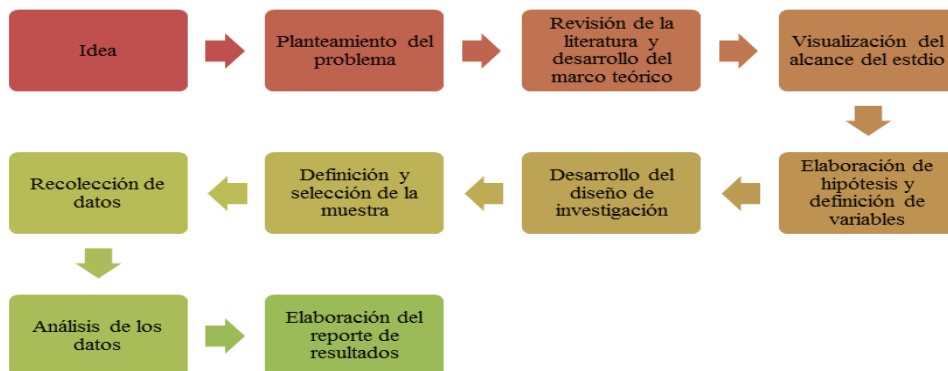 Idea
Planteamiento del
problema
Revisión de la
literatura y
desarrollo del
marco teórico
Visualización del
alcance del estdio
Elaboración de
hipótesis y
definición de
variables
Desarrollo del
diseño de
investigación
Definición y
selección de la
muestra
Recolección de
datos
Análisis de los
datos
Elaboración del
reporte de
resultados